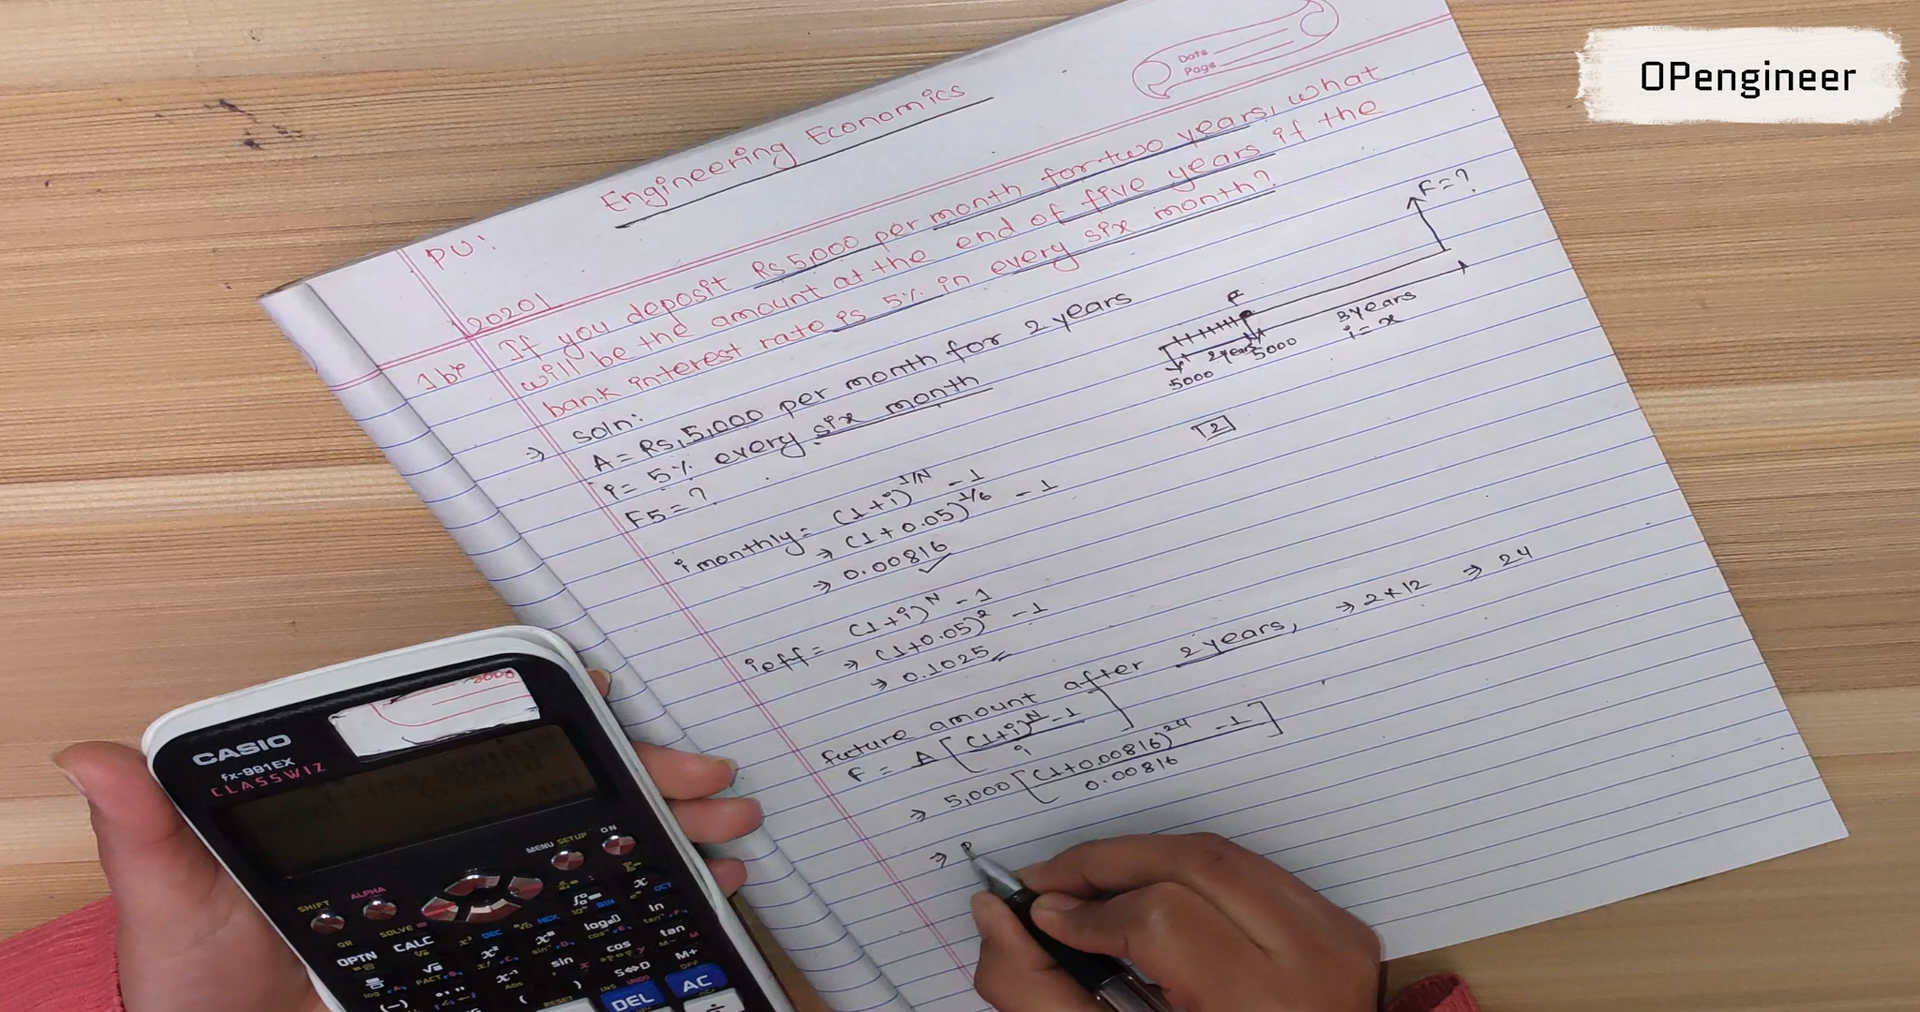 OPengineer
Date
Page
Engineering Economics
PU:
2020 |
1b* If you deposit Rs 5,000 per month for two years, what
will be the amount at the end of five years if the
bank interest rate is 5% in every six month?
→ soln:
A = Rs. 5,000 per month for 2 years
i = 5% every six month
F5 = ?
F = ?
F
2 years
5000
5000
3 years
i = x
2
i monthly = (1+i)^1/N - 1
→ (1+0.05)^1/6 - 1
→ 0.00816
ieff = (1+i)^N - 1
→ (1+0.05)^2 - 1
→ 0.1025
future amount after 2 years, → 2×12 → 24
F = A [ (1+i)^N - 1 / i ]
→ 5,000 [ (1+0.00816)^24 - 1 / 0.00816 ]
→
CASIO
fx-991EX
CLASSWIZ
MENU SETUP ON
SHIFT ALPHA
OPTN CALC
SOLVE =
log ln
sin cos tan
S⇔D M+
DEL AC